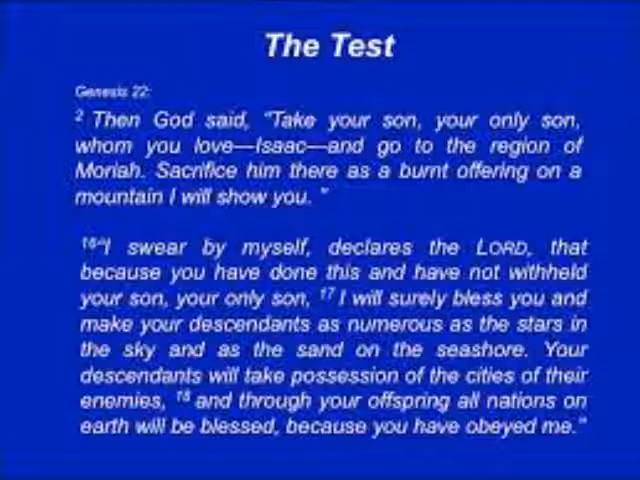 The Test
Genesis 22:
2 Then God said, "Take your son, your only son,
whom you love—Isaac—and go to the region of
Moriah. Sacrifice him there as a burnt offering on a
mountain I will show you. "
16"I swear by myself, declares the LORD, that
because you have done this and have not withheld
your son, your only son, 17 I will surely bless you and
make your descendants as numerous as the stars in
the sky and as the sand on the seashore. Your
descendants will take possession of the cities of their
enemies, 18 and through your offspring all nations on
earth will be blessed, because you have obeyed me."